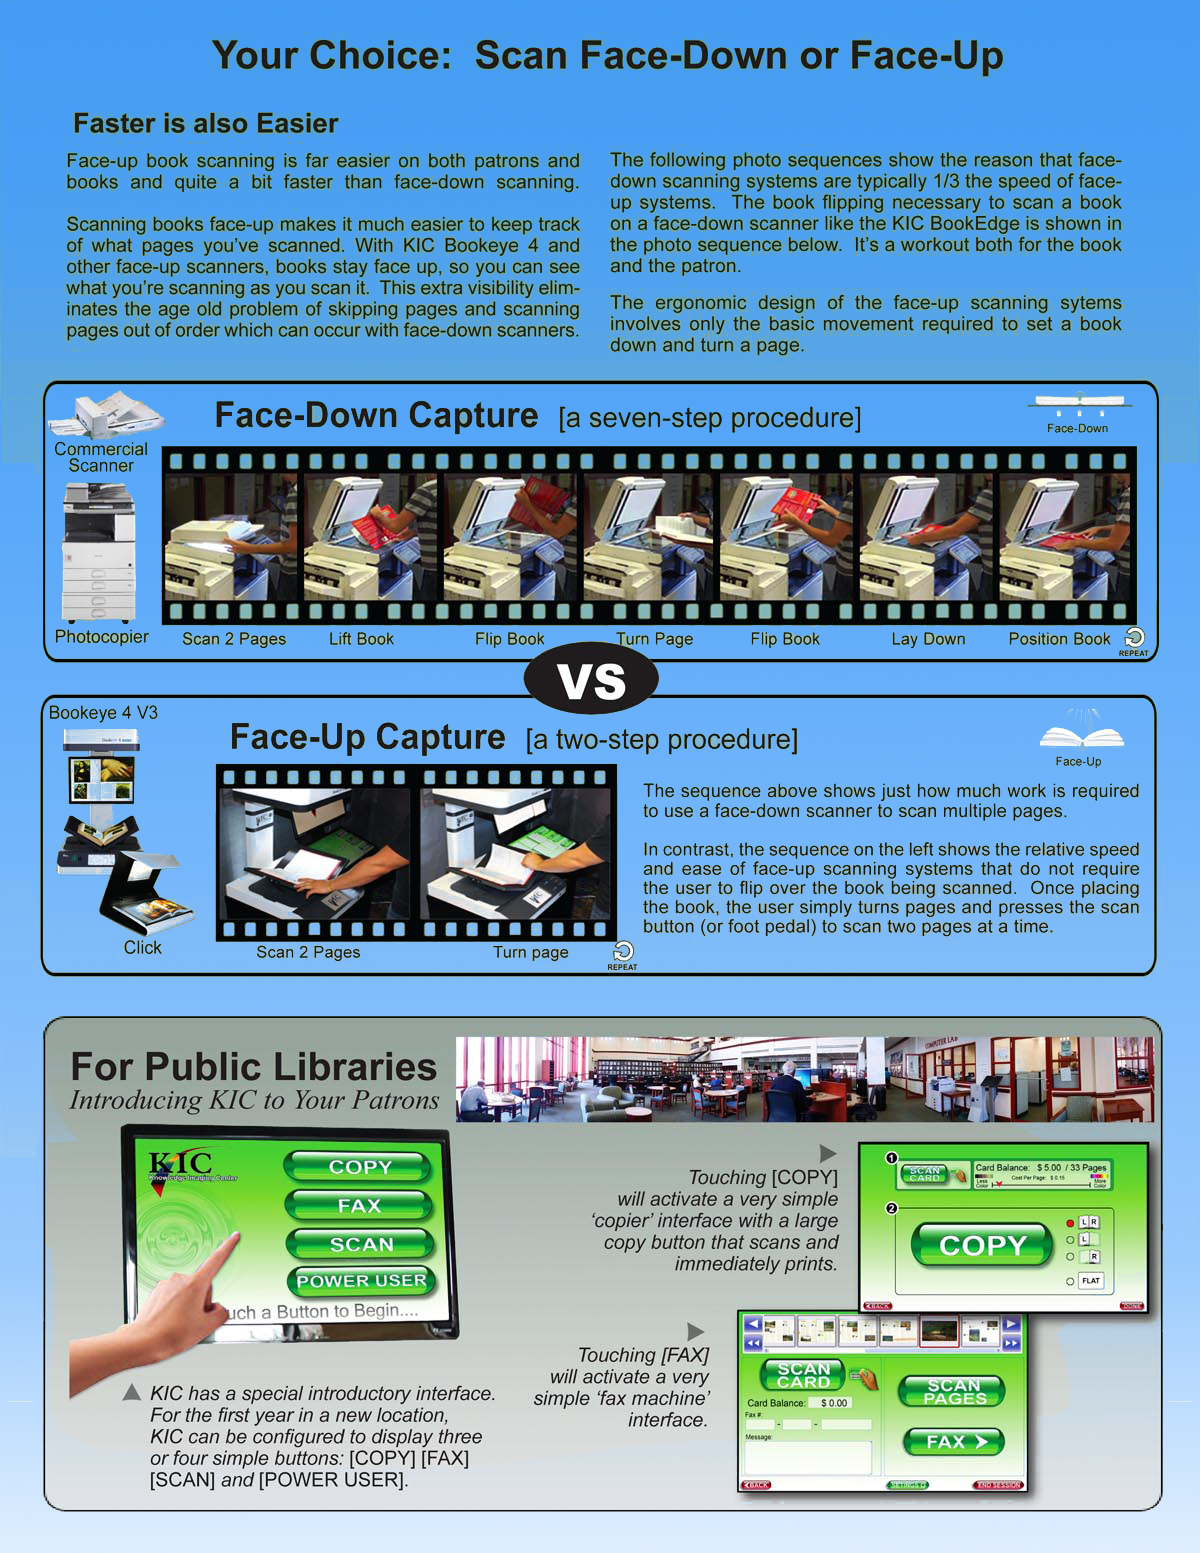 Your Choice:  Scan Face-Down or Face-Up
Faster is also Easier
Face-up book scanning is far easier on both patrons and
books and quite a bit faster than face-down scanning.
Scanning books face-up makes it much easier to keep track
of what pages you've scanned. With KIC Bookeye 4 and
other face-up scanners, books stay face up, so you can see
what you're scanning as you scan it.  This extra visibility elim-
inates the age old problem of skipping pages and scanning
pages out of order which can occur with face-down scanners.
The following photo sequences show the reason that face-
down scanning systems are typically 1/3 the speed of face-
up systems.  The book flipping necessary to scan a book
on a face-down scanner like the KIC BookEdge is shown in
the photo sequence below.  It's a workout both for the book
and the patron.
The ergonomic design of the face-up scanning sytems
involves only the basic movement required to set a book
down and turn a page.
Commercial
Scanner
Photocopier
Face-Down Capture [a seven-step procedure]
Face-Down
Scan 2 Pages
Lift Book
Flip Book
Turn Page
Flip Book
Lay Down
Position Book
REPEAT
VS
Bookeye 4 V3
Click
Face-Up Capture [a two-step procedure]
Face-Up
KIC
KIC
Scan 2 Pages
Turn page
REPEAT
The sequence above shows just how much work is required
to use a face-down scanner to scan multiple pages.
In contrast, the sequence on the left shows the relative speed
and ease of face-up scanning systems that do not require
the user to flip over the book being scanned.  Once placing
the book, the user simply turns pages and presses the scan
button (or foot pedal) to scan two pages at a time.
For Public Libraries
Introducing KIC to Your Patrons
COMPUTER LAB
KIC
Knowledge Imaging Center
COPY
FAX
SCAN
POWER USER
uch a Button to Begin....
KIC has a special introductory interface.
For the first year in a new location,
KIC can be configured to display three
or four simple buttons: [COPY] [FAX]
[SCAN] and [POWER USER].
Touching [COPY]
will activate a very simple
'copier' interface with a large
copy button that scans and
immediately prints.
1
SCAN
CARD
Card Balance: $ 5.00 / 33 Pages
Less
Color
Cost Per Page: $ 0.15
More
Color
2
COPY
L R
L
R
FLAT
BACK
DONE
Touching [FAX]
will activate a very
simple 'fax machine'
interface.
SCAN
CARD
Card Balance: $ 0.00
Fax #:
- -
Message:
SCAN
PAGES
FAX
BACK
SETINGS
END SESSION